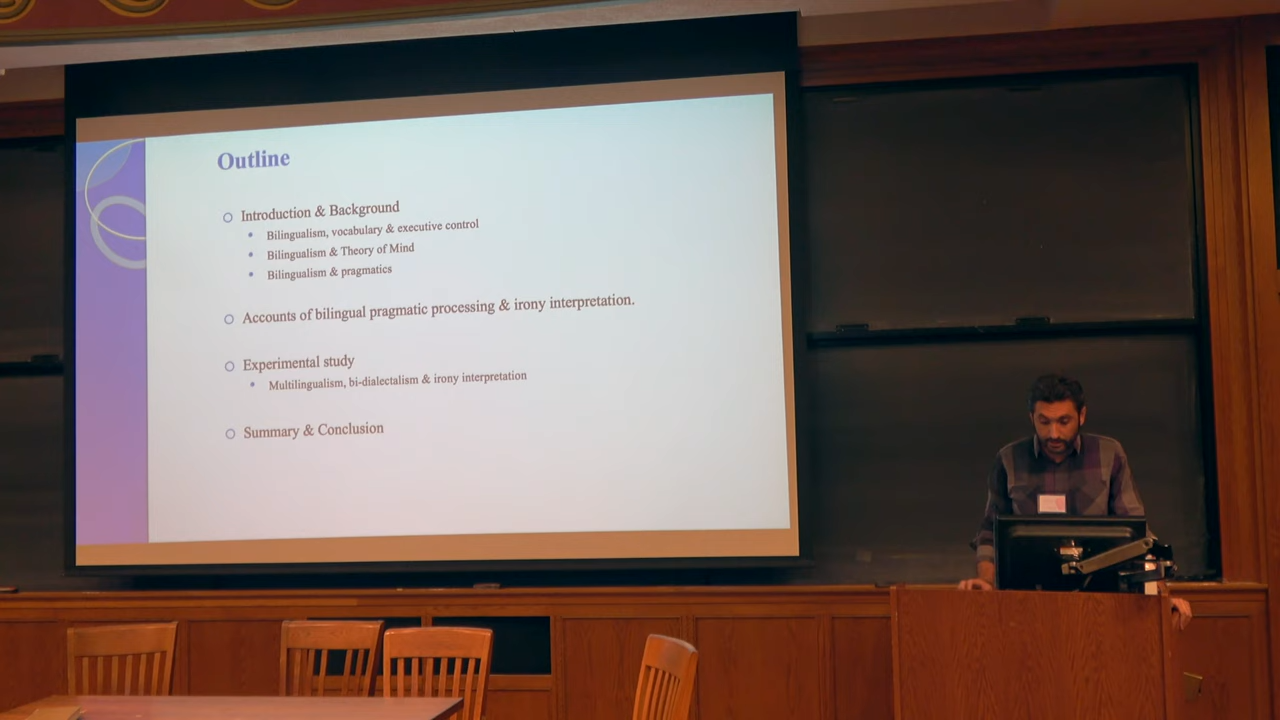 Outline
Introduction & Background
Bilingualism, vocabulary & executive control
Bilingualism & Theory of Mind
Bilingualism & pragmatics
Accounts of bilingual pragmatic processing & irony interpretation.
Experimental study
Multilingualism, bi-dialectalism & irony interpretation
Summary & Conclusion